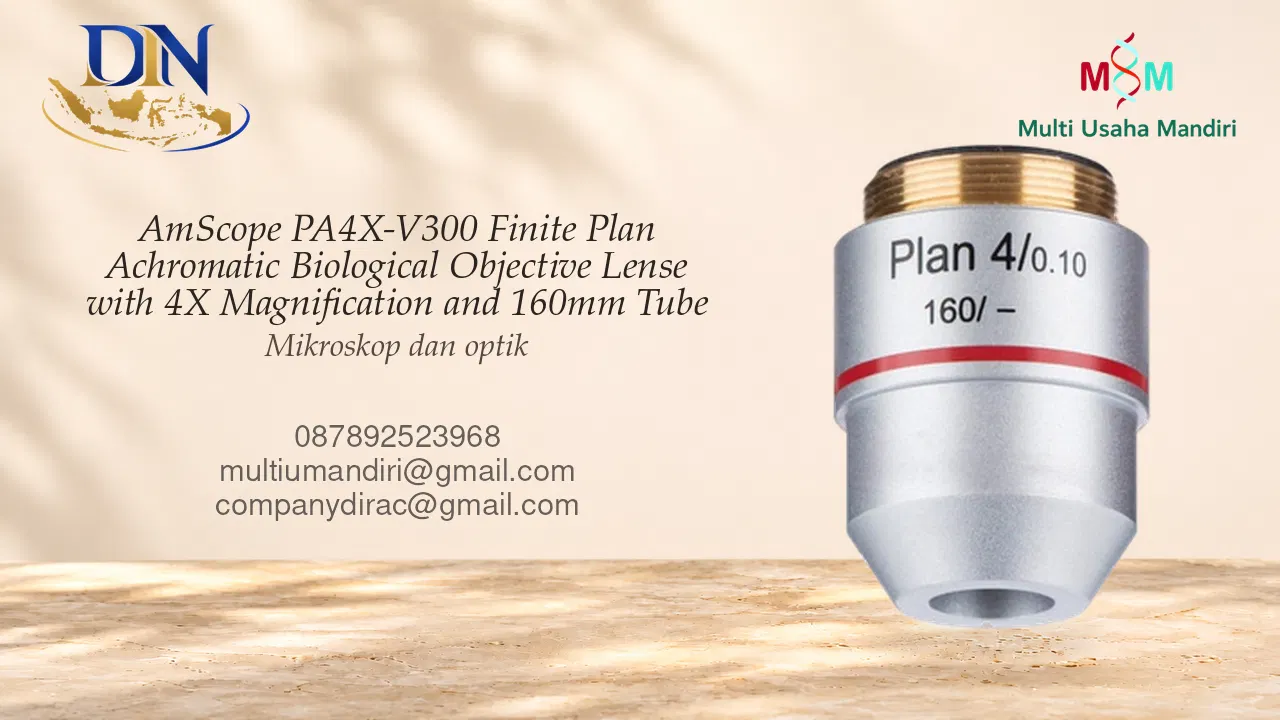 DIN
M M
Multi Usaha Mandiri
AmScope PA4X-V300 Finite Plan
Achromatic Biological Objective Lense
with 4X Magnification and 160mm Tube
Mikroskop dan optik
087892523968
multiumandiri@gmail.com
companydirac@gmail.com
Plan 4/0.10
160/ –